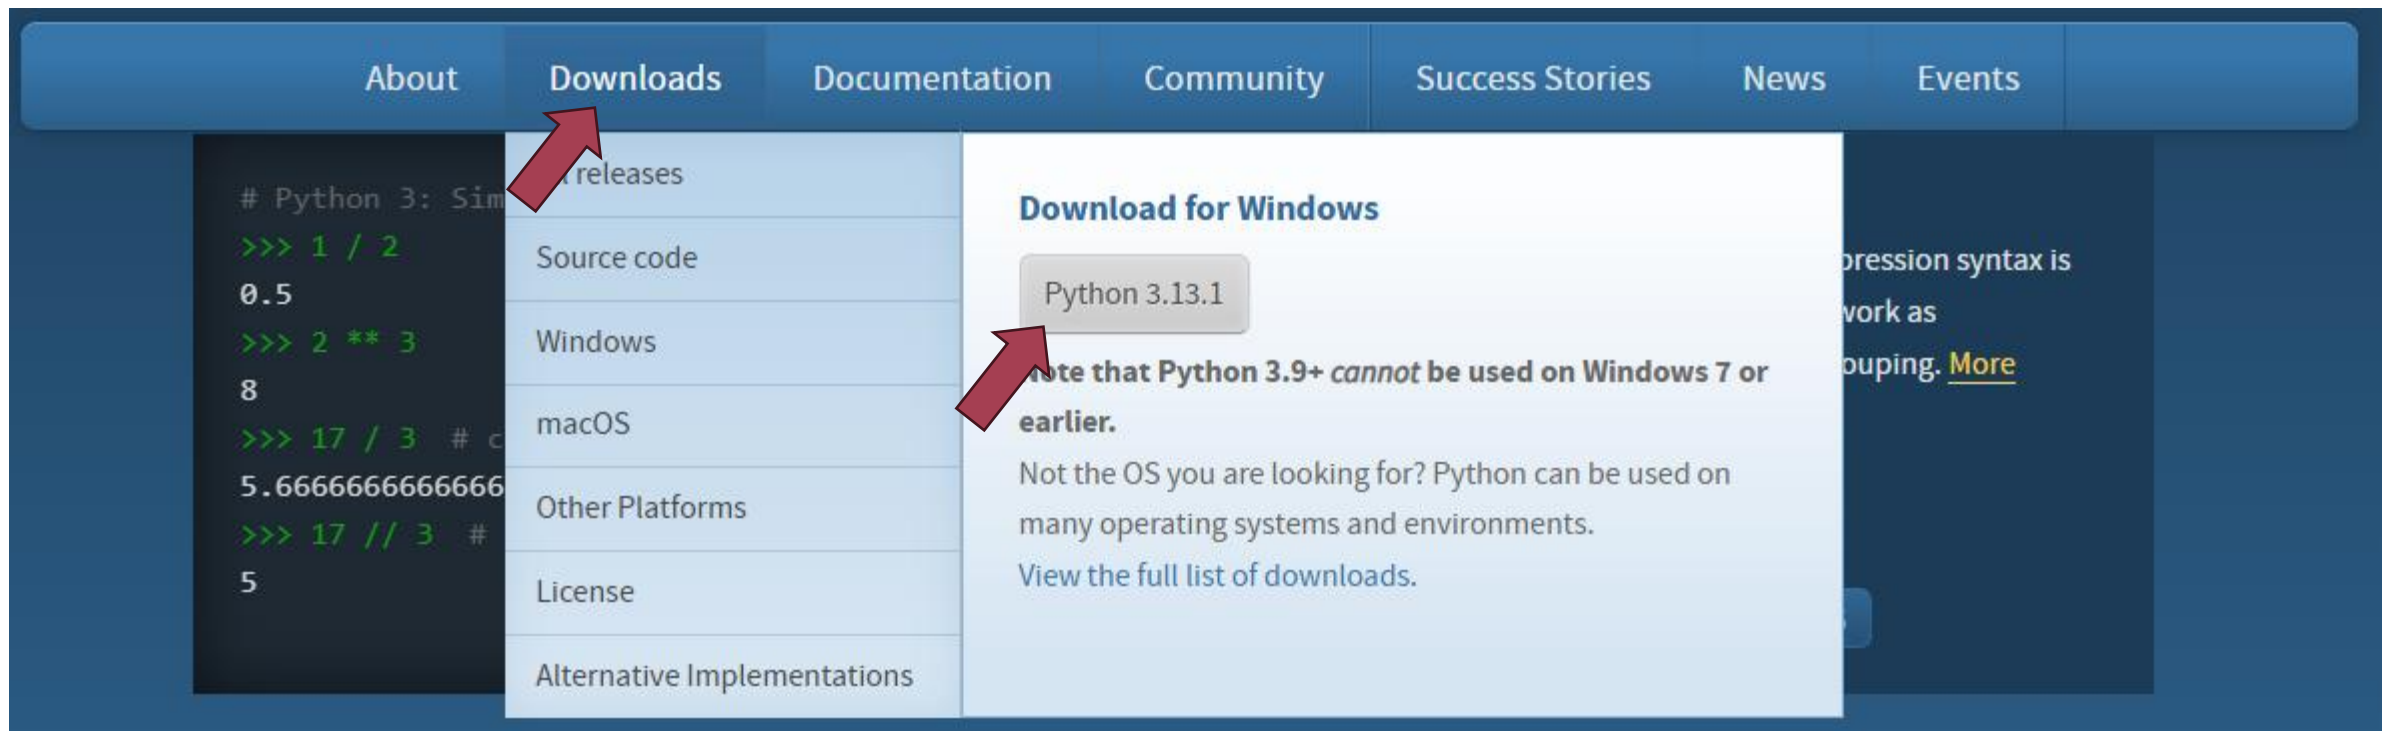 About Downloads Documentation Community Success Stories News Events
# Python 3: Sim
>>> 1 / 2
0.5
>>> 2 ** 3
8
>>> 17 / 3 # c
5.6666666666666
>>> 17 // 3 #
5
releases
Source code
Windows
macOS
Other Platforms
License
Alternative Implementations
Download for Windows
Python 3.13.1
Note that Python 3.9+ cannot be used on Windows 7 or
earlier.
Not the OS you are looking for? Python can be used on
many operating systems and environments.
View the full list of downloads.
pression syntax is
work as
ouping. More